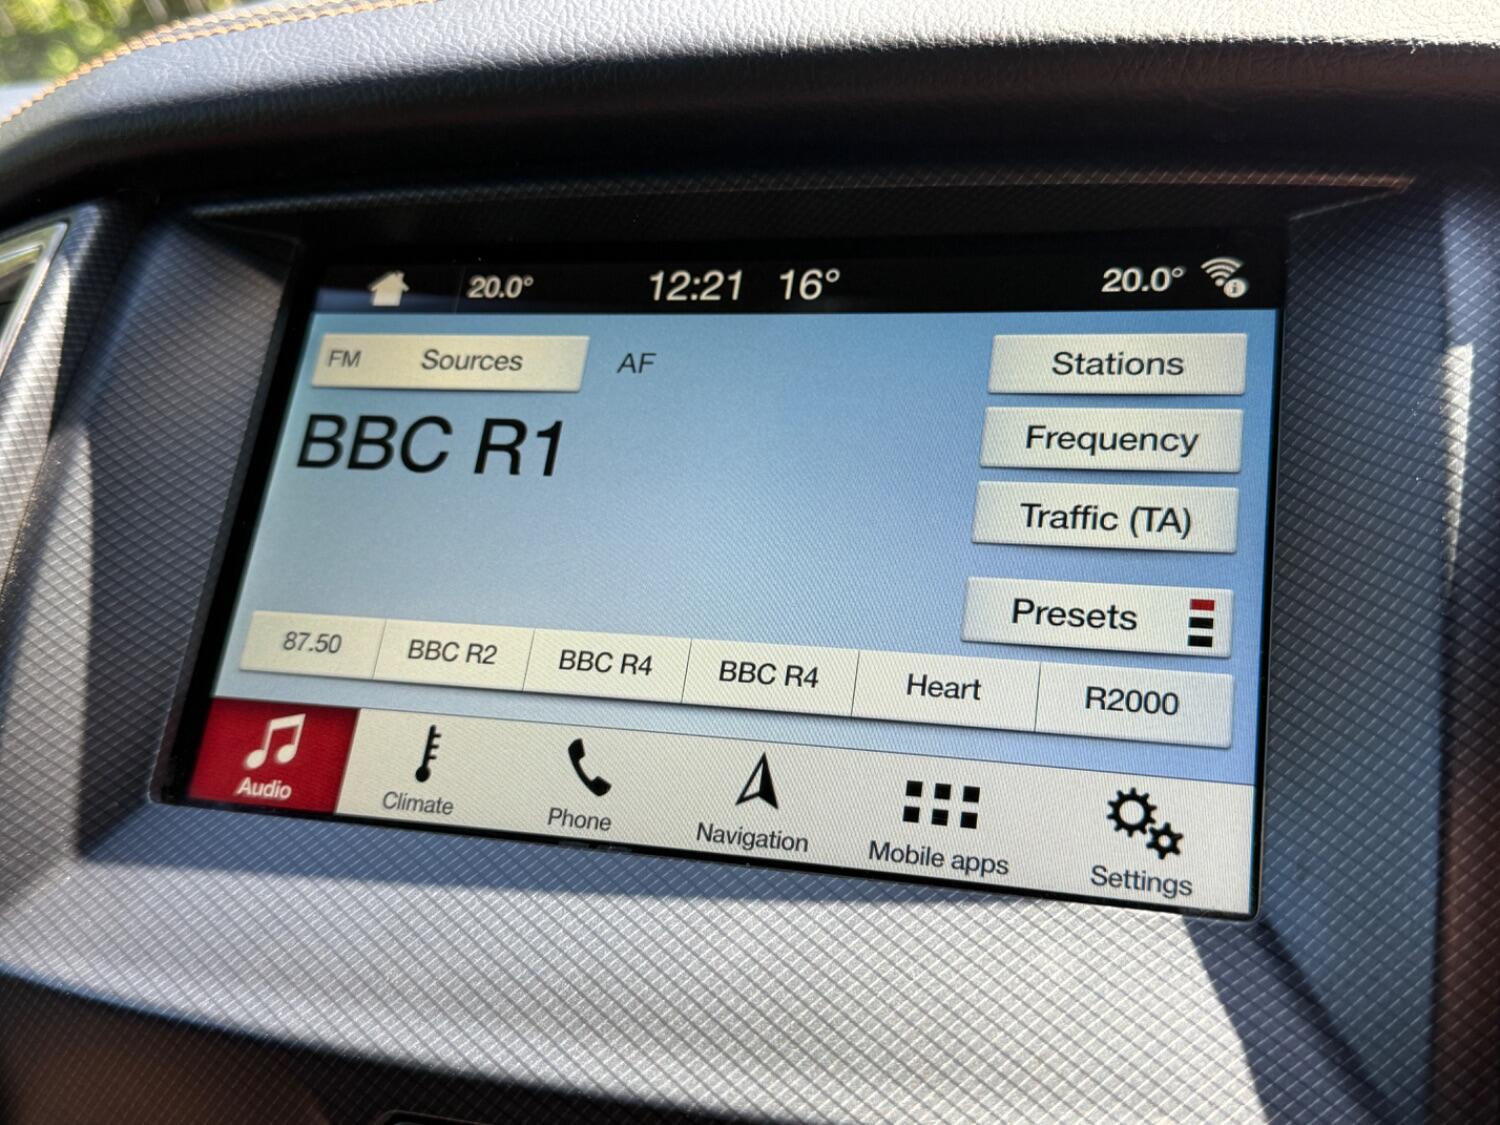 20.0° 12:21 16° 20.0°
FM Sources AF Stations
BBC R1 Frequency
Traffic (TA)
Presets
87.50 BBC R2 BBC R4 BBC R4 Heart R2000
Audio Climate Phone Navigation Mobile apps Settings